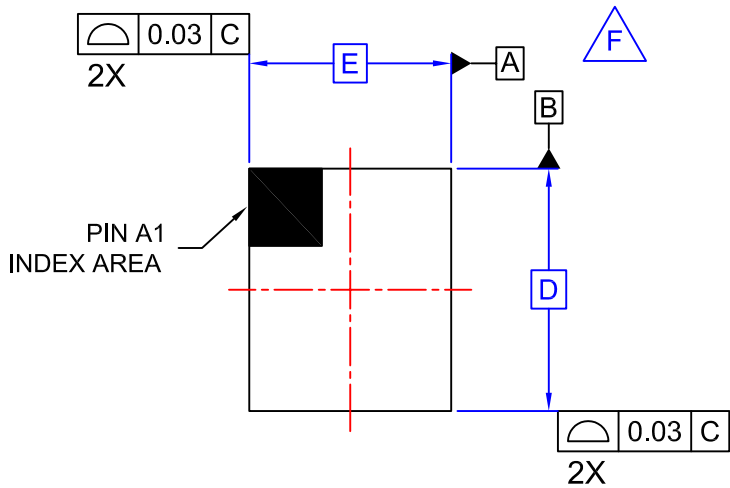 0.03 C
2X
E
A
F
B
PIN A1
INDEX AREA
D
0.03 C
2X